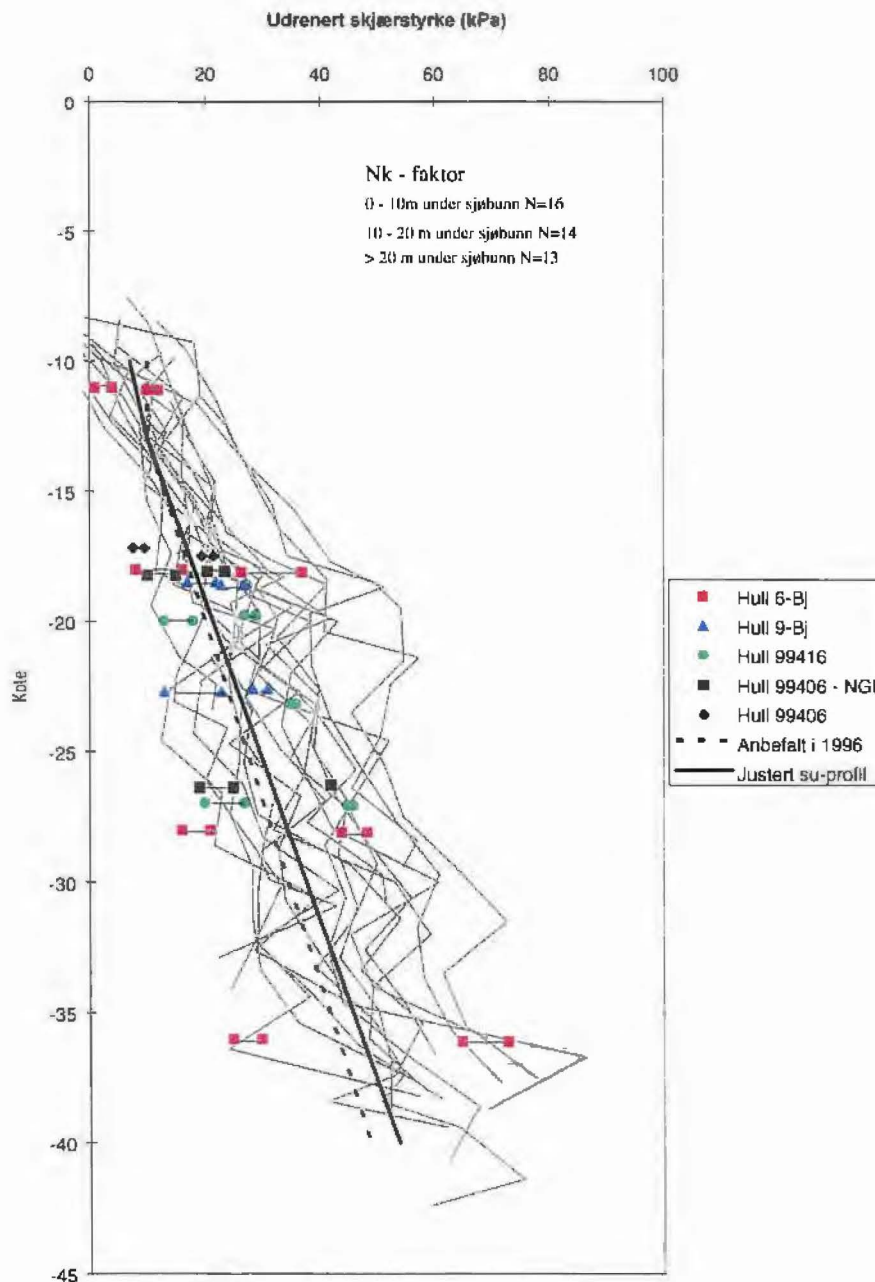 Udrenert skjærstyrke (kPa)
0 20 40 60 80 100
0
-5
-10
-15
-20
-25
-30
-35
-40
-45
Kote
Nk - faktor
0 - 10m under sjøbunn N=16
10 - 20 m under sjøbunn N=14
> 20 m under sjøbunn N=13
Hull 6-Bj
Hull 9-Bj
Hull 99416
Hull 99406 - NGI
Hull 99406
Anbefalt i 1996
Justert su-profil